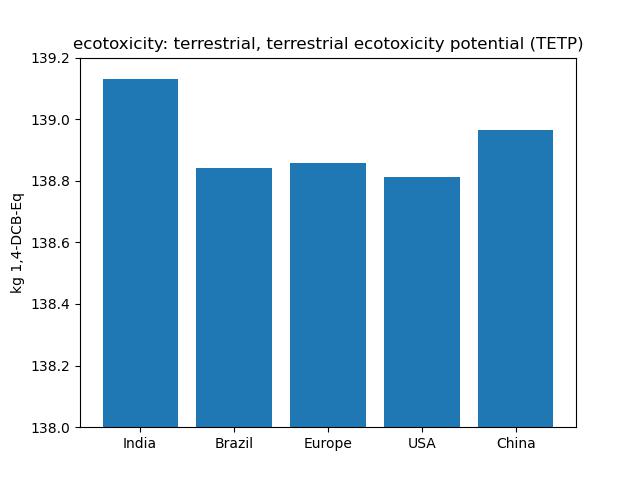 ecotoxicity: terrestrial, terrestrial ecotoxicity potential (TETP)
139.2
139.0
138.8
138.6
138.4
138.2
138.0
kg 1,4-DCB-Eq
India Brazil Europe USA China